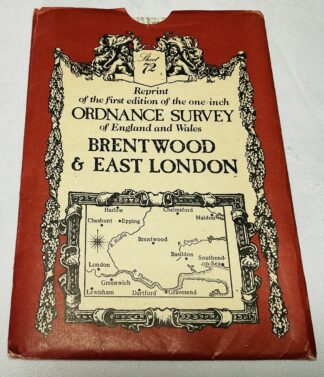 Sheet
72
Reprint
of the first edition of the one-inch
ORDNANCE SURVEY
of England and Wales
BRENTWOOD
& EAST LONDON
Harlow
Chelmsford
Cheshunt
Epping
Maldon
Brentwood
R. Crouch
Basildon
Southend-
on-Sea
London
Greenwich
Lewisham
Dartford
Gravesend